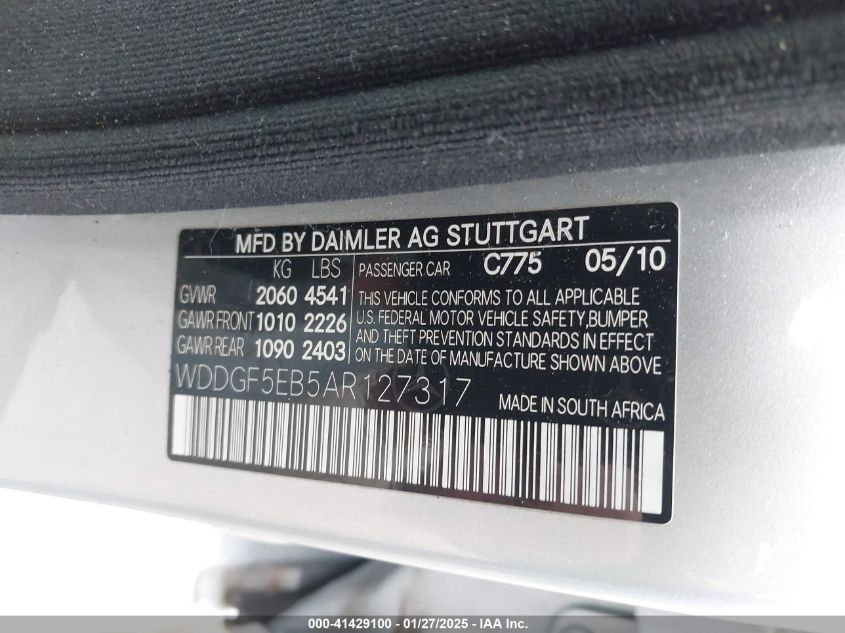 MFD BY DAIMLER AG STUTTGART
KG LBS PASSENGER CAR C775 05/10
GVWR 2060 4541 THIS VEHICLE CONFORMS TO ALL APPLICABLE
GAWR FRONT 1010 2226 U.S. FEDERAL MOTOR VEHICLE SAFETY,BUMPER
AND THEFT PREVENTION STANDARDS IN EFFECT
GAWR REAR 1090 2403 ON THE DATE OF MANUFACTURE SHOWN ABOVE
WDDGF5EB5AR127317 MADE IN SOUTH AFRICA
000-41429100 | 01/27/2025 - IAA Inc.